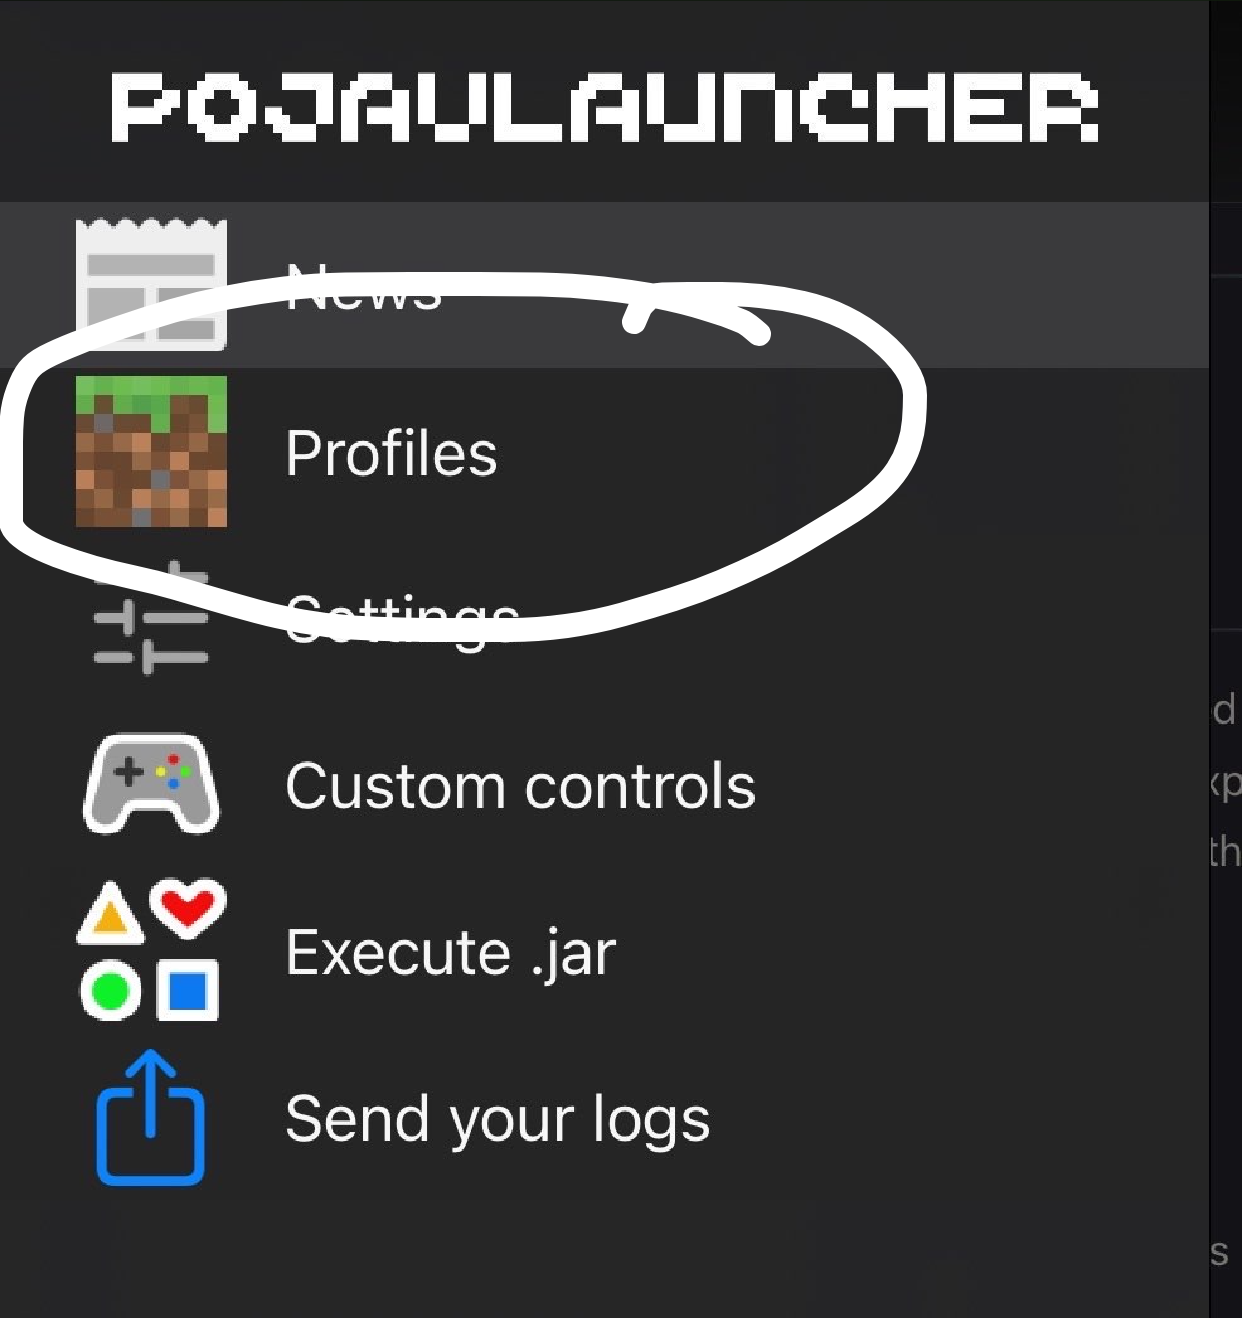 POJAVLAUNCHER
News
Profiles
Settings
Custom controls
Execute .jar
Send your logs
d
xp
th
s